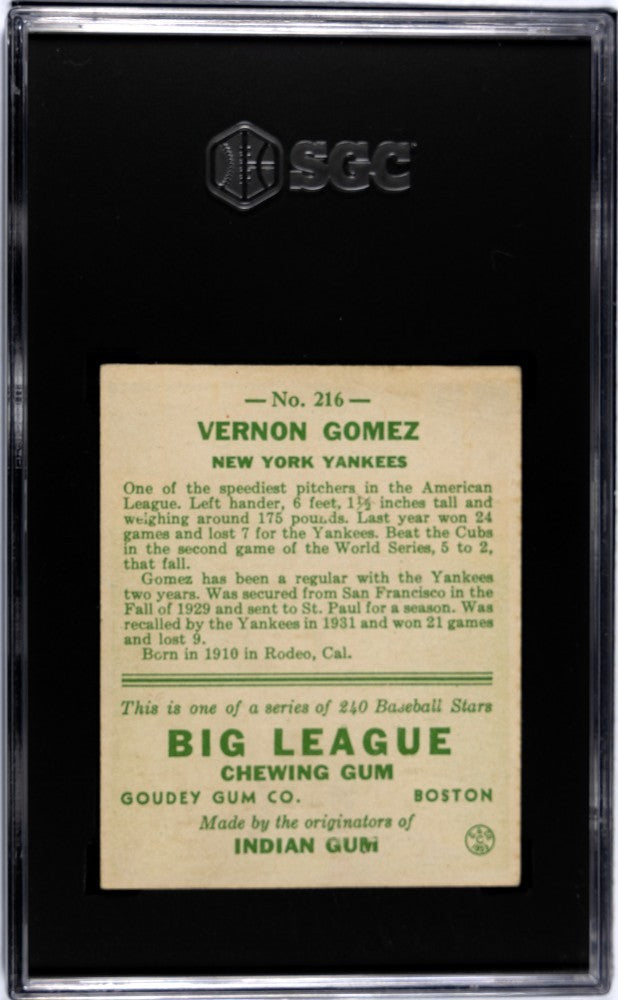 SGC
— No. 216 —
VERNON GOMEZ
NEW YORK YANKEES
One of the speediest pitchers in the American
League. Left hander, 6 feet, 1½ inches tall and
weighing around 175 pounds. Last year won 24
games and lost 7 for the Yankees. Beat the Cubs
in the second game of the World Series, 5 to 2,
that fall.
Gomez has been a regular with the Yankees
two years. Was secured from San Francisco in the
Fall of 1929 and sent to St. Paul for a season. Was
recalled by the Yankees in 1931 and won 21 games
and lost 9.
Born in 1910 in Rodeo, Cal.
This is one of a series of 240 Baseball Stars
BIG LEAGUE
CHEWING GUM
GOUDEY GUM CO. BOSTON
Made by the originators of
INDIAN GUM